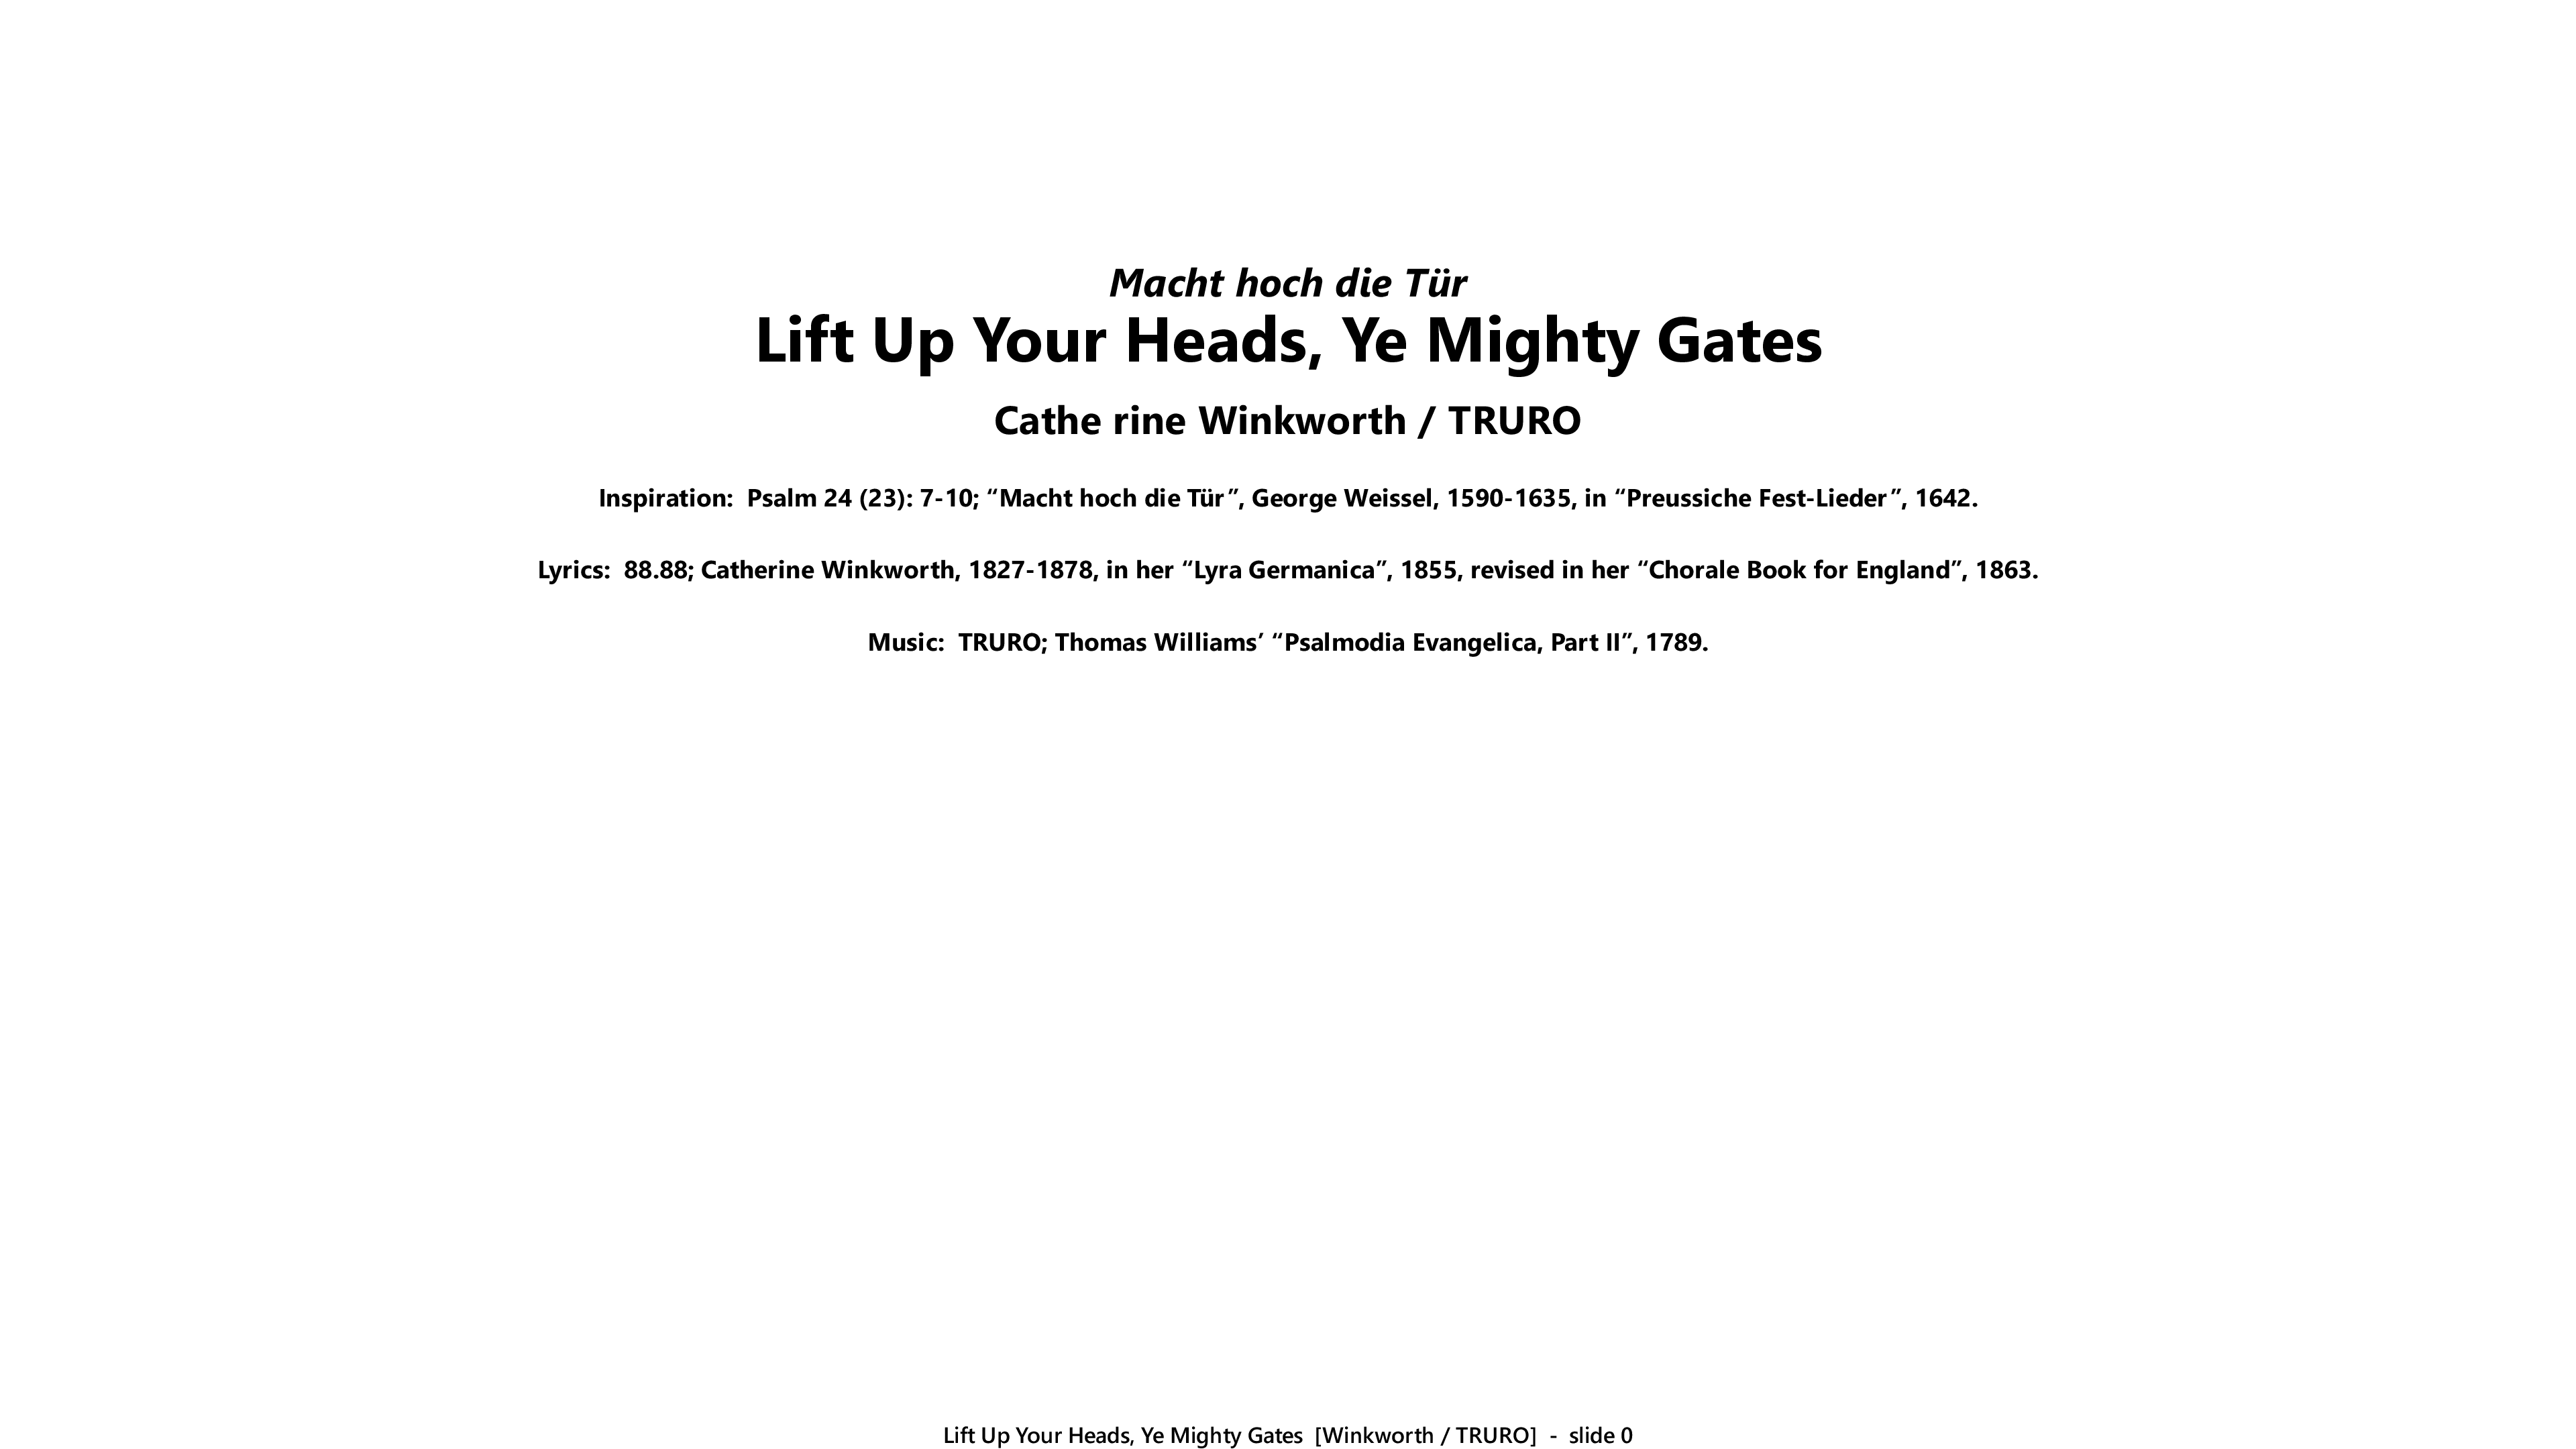 Macht hoch die Tür
Lift Up Your Heads, Ye Mighty Gates
Cathe rine Winkworth / TRURO
Inspiration:  Psalm 24 (23): 7-10; “Macht hoch die Tür”, George Weissel, 1590-1635, in “Preussiche Fest-Lieder”, 1642.
Lyrics:  88.88; Catherine Winkworth, 1827-1878, in her “Lyra Germanica”, 1855, revised in her “Chorale Book for England”, 1863.
Music:  TRURO; Thomas Williams’ “Psalmodia Evangelica, Part II”, 1789.
Lift Up Your Heads, Ye Mighty Gates  [Winkworth / TRURO]  -  slide 0